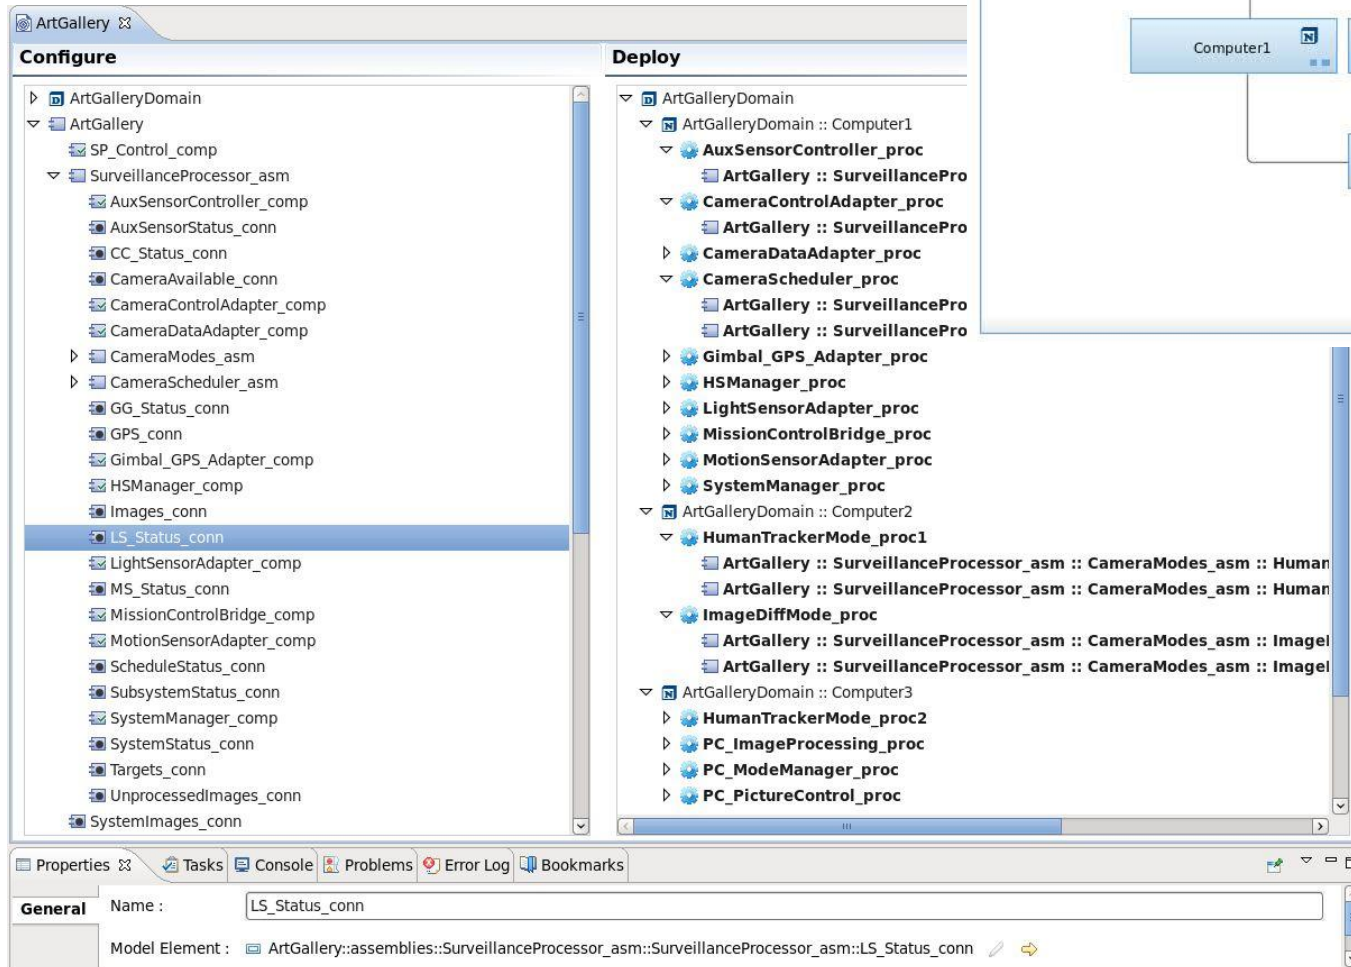 ArtGallery
Configure
ArtGalleryDomain
ArtGallery
SP_Control_comp
SurveillanceProcessor_asm
AuxSensorController_comp
AuxSensorStatus_conn
CC_Status_conn
CameraAvailable_conn
CameraControlAdapter_comp
CameraDataAdapter_comp
CameraModes_asm
CameraScheduler_asm
GG_Status_conn
GPS_conn
Gimbal_GPS_Adapter_comp
HSManager_comp
Images_conn
LS_Status_conn
LightSensorAdapter_comp
MS_Status_conn
MissionControlBridge_comp
MotionSensorAdapter_comp
ScheduleStatus_conn
SubsystemStatus_conn
SystemManager_comp
SystemStatus_conn
Targets_conn
UnprocessedImages_conn
SystemImages_conn
Deploy
ArtGalleryDomain
ArtGalleryDomain :: Computer1
AuxSensorController_proc
ArtGallery :: SurveillancePro
CameraControlAdapter_proc
ArtGallery :: SurveillancePro
CameraDataAdapter_proc
CameraScheduler_proc
ArtGallery :: SurveillancePro
ArtGallery :: SurveillancePro
Gimbal_GPS_Adapter_proc
HSManager_proc
LightSensorAdapter_proc
MissionControlBridge_proc
MotionSensorAdapter_proc
SystemManager_proc
ArtGalleryDomain :: Computer2
HumanTrackerMode_proc1
ArtGallery :: SurveillanceProcessor_asm :: CameraModes_asm :: Human
ArtGallery :: SurveillanceProcessor_asm :: CameraModes_asm :: Human
ImageDiffMode_proc
ArtGallery :: SurveillanceProcessor_asm :: CameraModes_asm :: Image
ArtGallery :: SurveillanceProcessor_asm :: CameraModes_asm :: Image
ArtGalleryDomain :: Computer3
HumanTrackerMode_proc2
PC_ImageProcessing_proc
PC_ModeManager_proc
PC_PictureControl_proc
Computer1
Properties Tasks Console Problems Error Log Bookmarks
General Name : LS_Status_conn
Model Element : ArtGallery::assemblies::SurveillanceProcessor_asm::SurveillanceProcessor_asm::LS_Status_conn